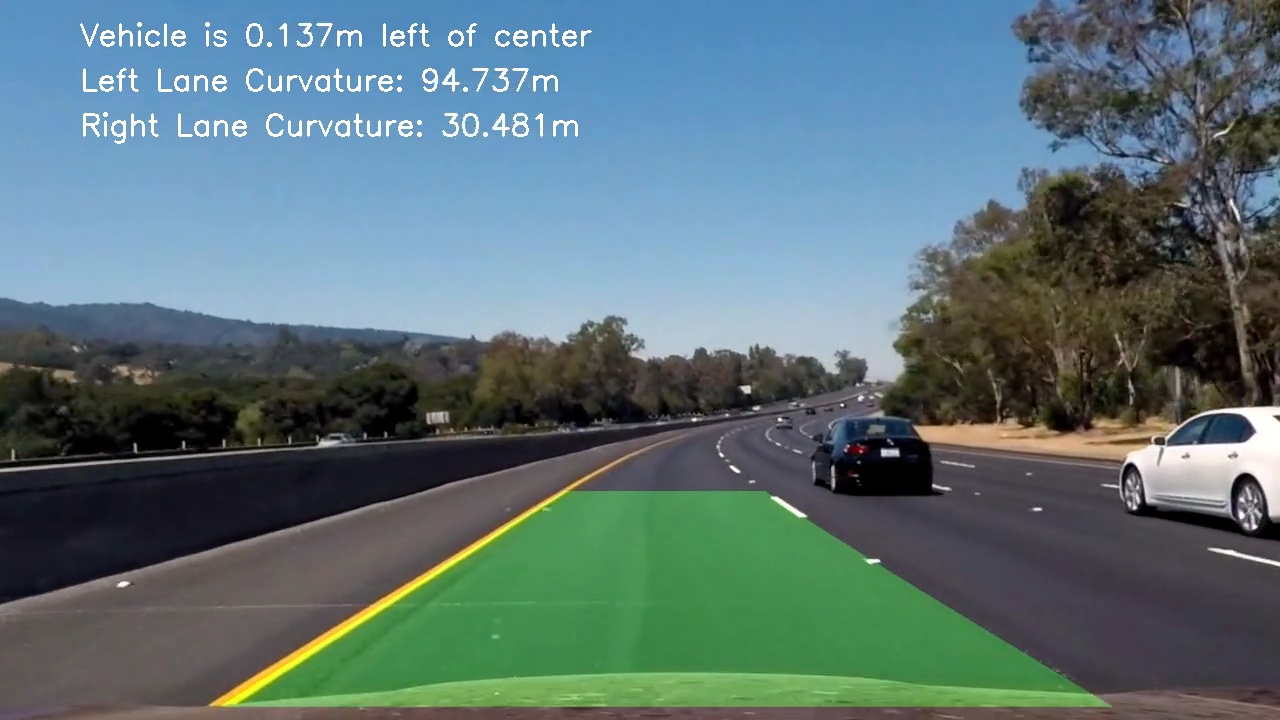 Vehicle is 0.137m left of center
Left Lane Curvature: 94.737m
Right Lane Curvature: 30.481m